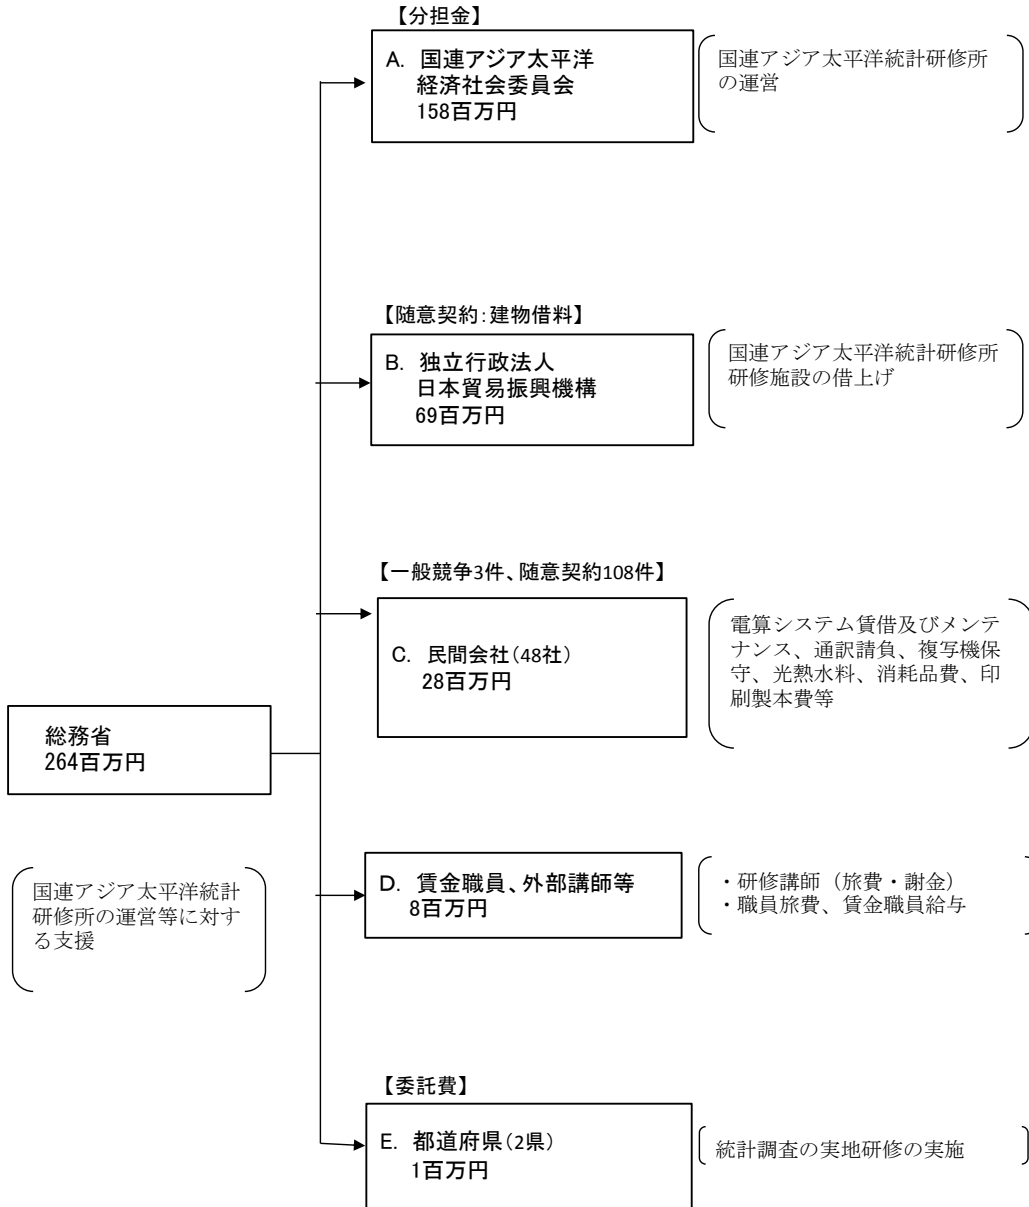 【分担金】
A. 国連アジア太平洋
経済社会委員会
158百万円
国連アジア太平洋統計研修所
の運営
【随意契約:建物借料】
B. 独立行政法人
日本貿易振興機構
69百万円
国連アジア太平洋統計研修所
研修施設の借上げ
【一般競争3件、随意契約108件】
C. 民間会社(48社)
28百万円
電算システム賃借及びメンテ
ナンス、通訳請負、複写機保
守、光熱水料、消耗品費、印
刷製本費等
総務省
264百万円
国連アジア太平洋統計
研修所の運営等に対す
る支援
D. 賃金職員、外部講師等
8百万円
・研修講師(旅費・謝金)
・職員旅費、賃金職員給与
【委託費】
E. 都道府県(2県)
1百万円
統計調査の実地研修の実施